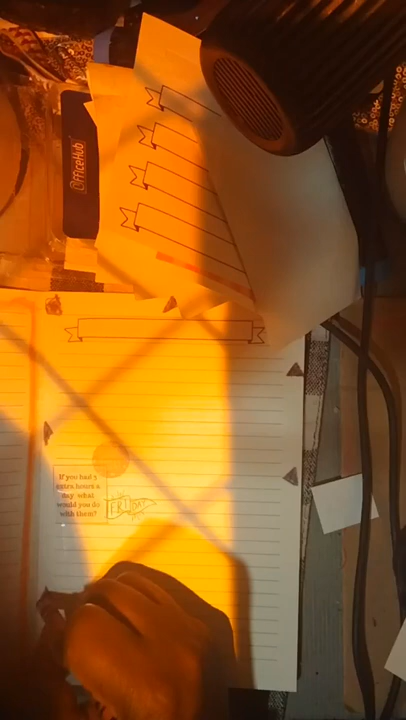 OfficeHub
If you had 3
extra hours a
day what
would you do
with them?
FRIDAY